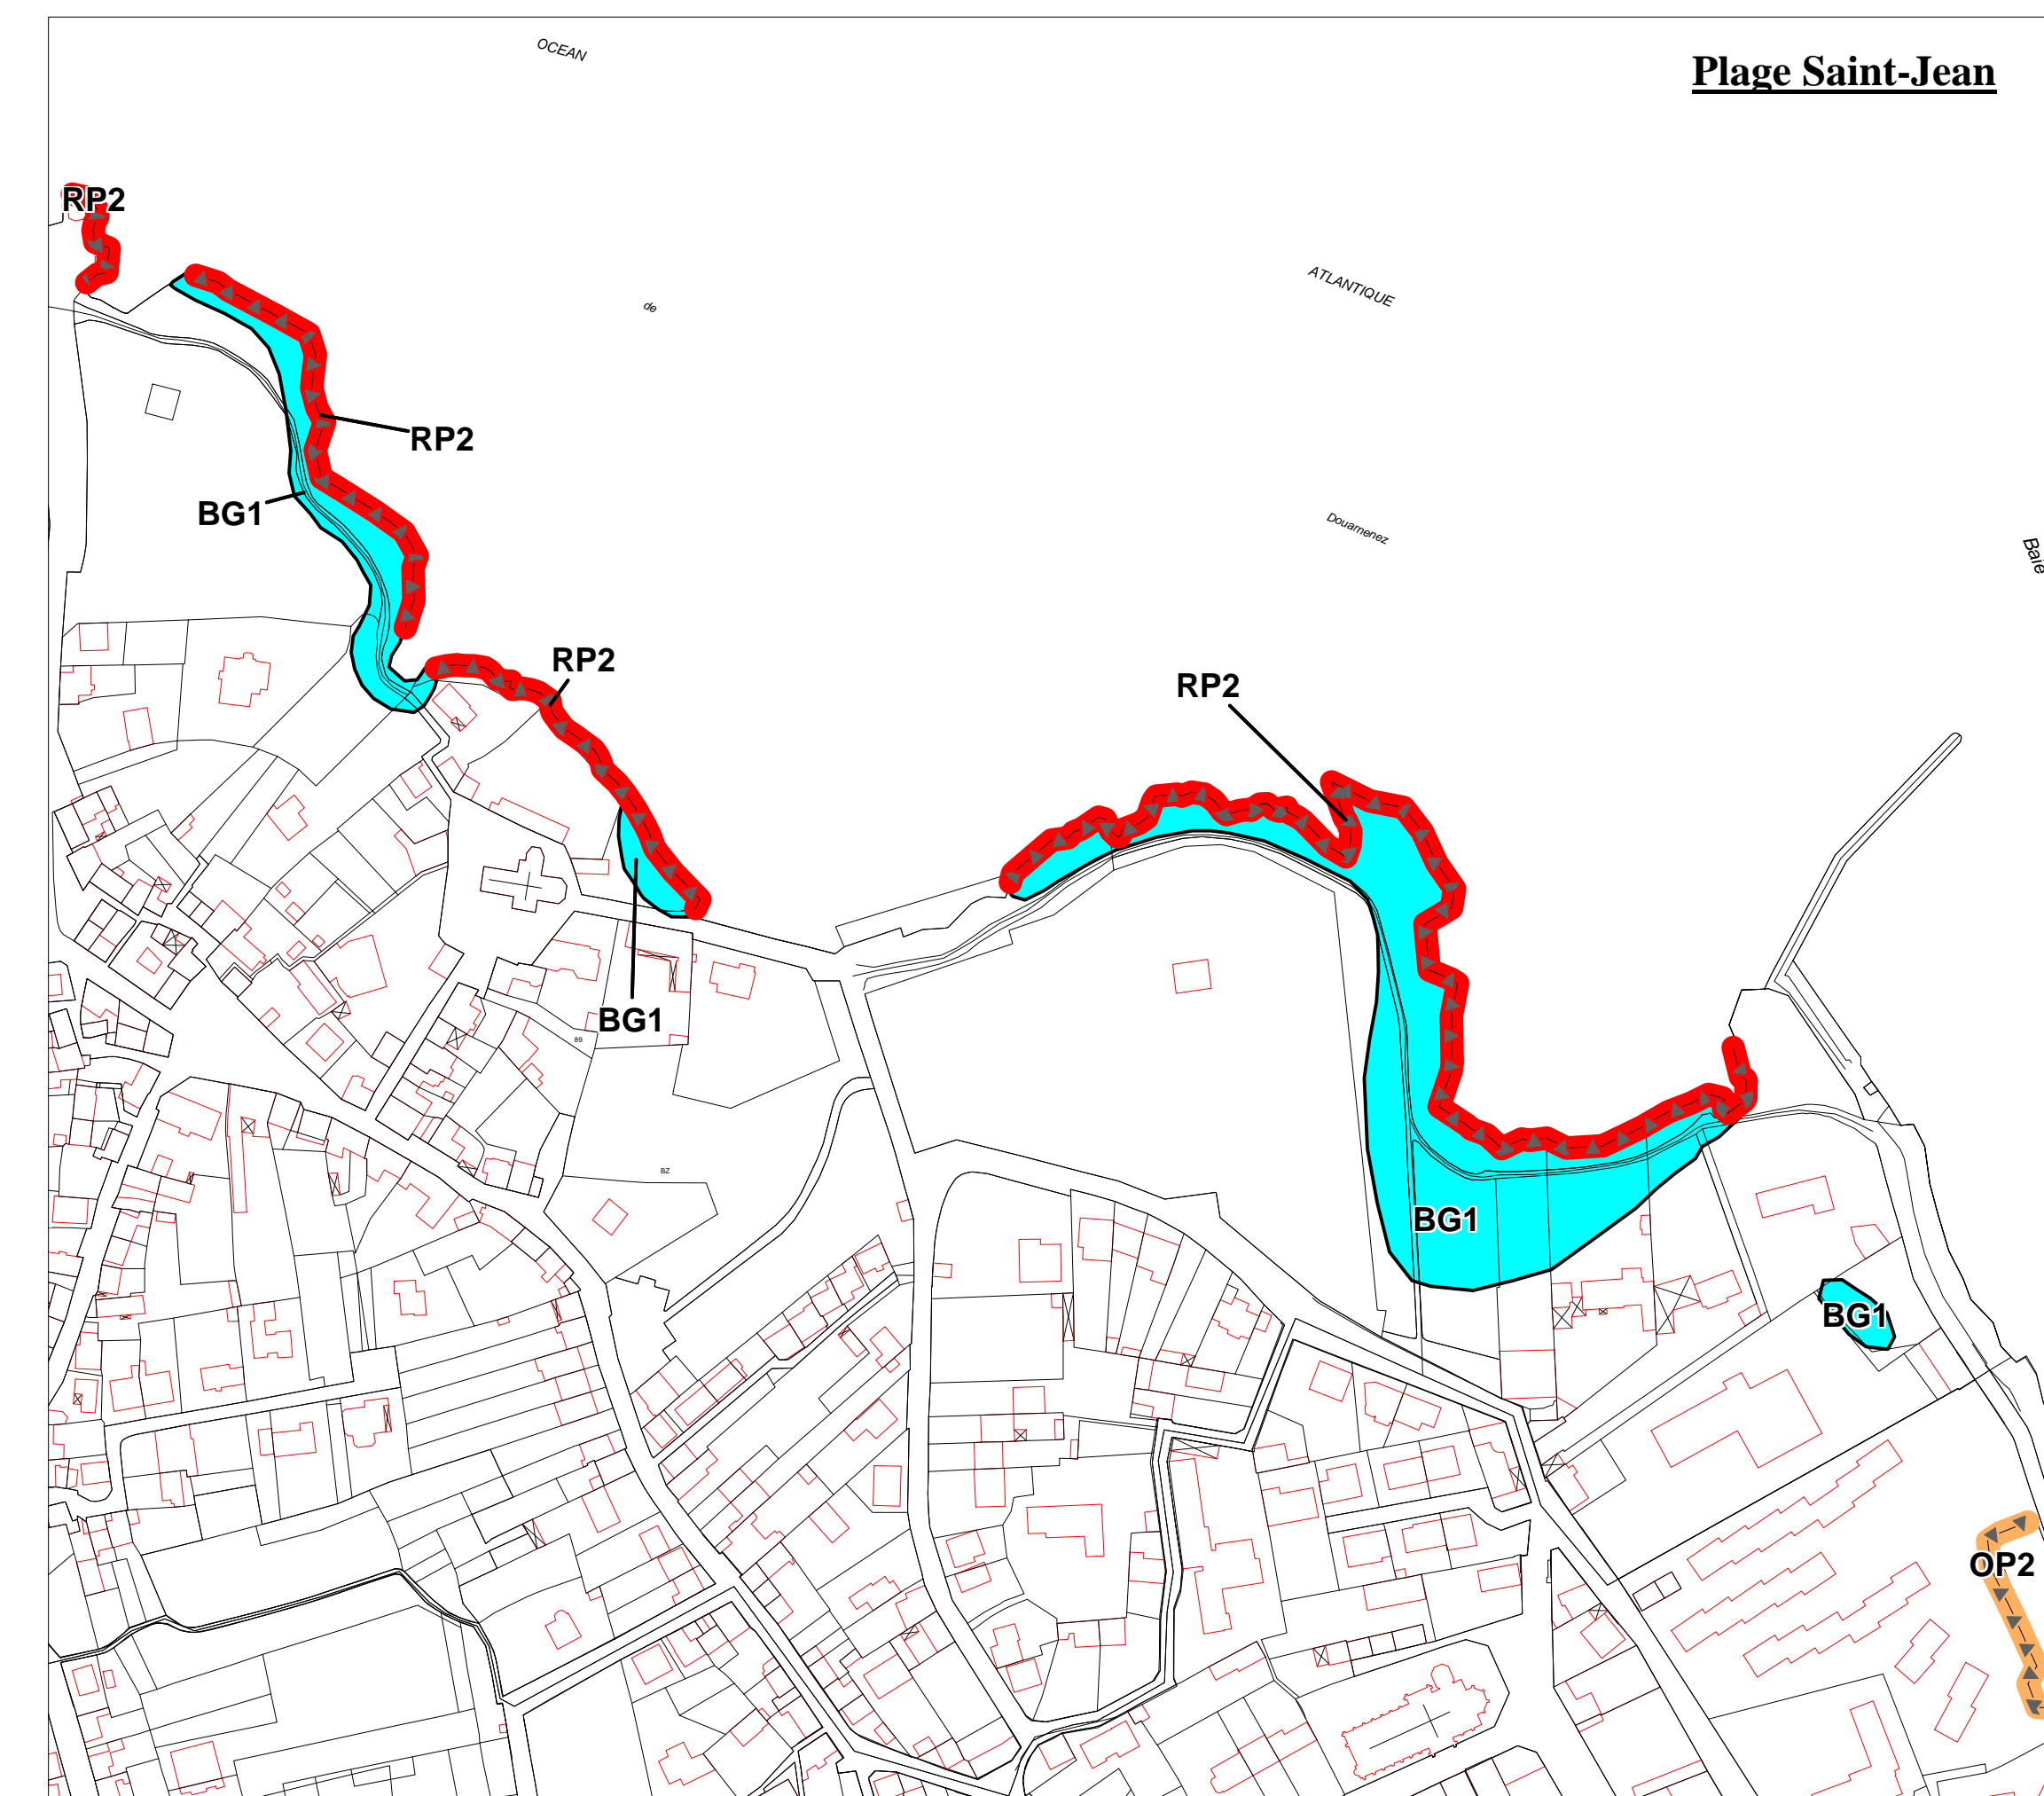 OCEAN
Plage Saint-Jean
RP2
ATLANTIQUE
de
RP2
BG1
Douarnenez
Baie
RP2
RP2
BG1
89
BZ
BG1
BG1
OP2